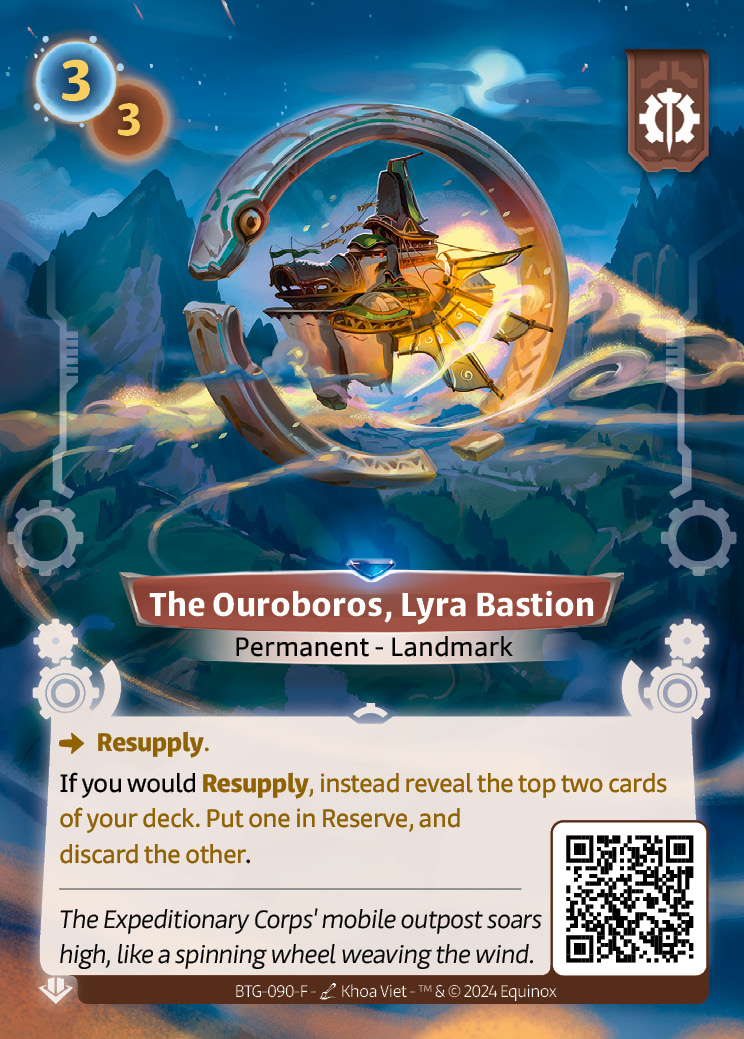 3
3
The Ouroboros, Lyra Bastion
Permanent - Landmark
➔ Resupply.
If you would Resupply, instead reveal the top two cards
of your deck. Put one in Reserve, and
discard the other.
The Expeditionary Corps' mobile outpost soars
high, like a spinning wheel weaving the wind.
BTG-090-F - Khoa Viet - ™ & © 2024 Equinox